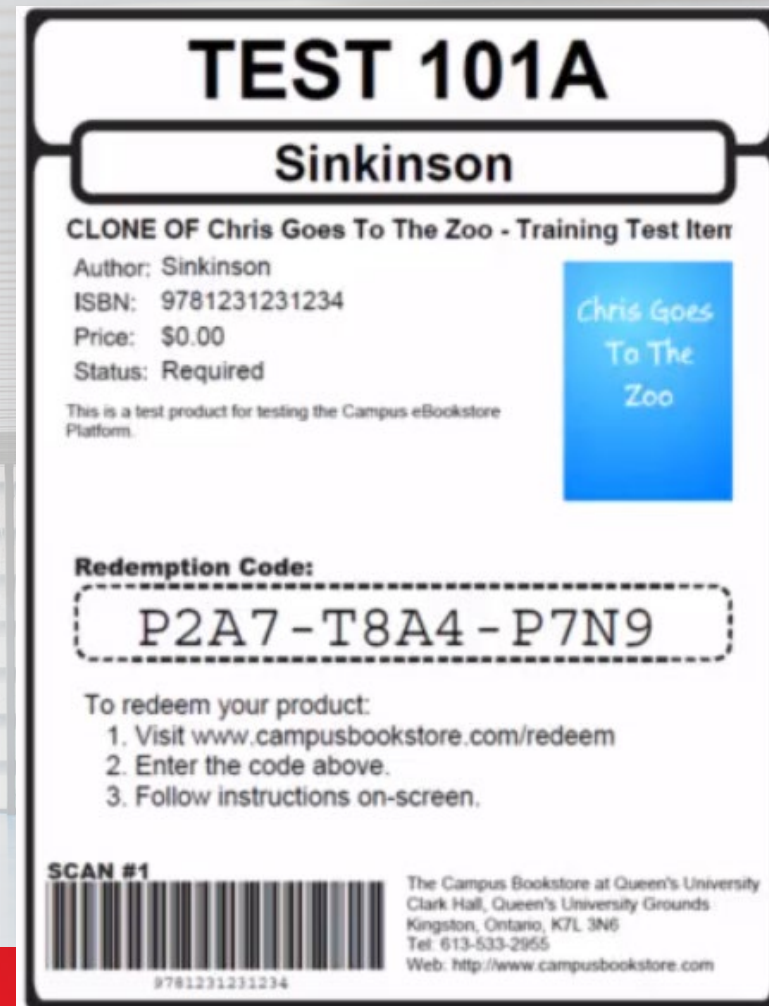 TEST 101A
Sinkinson
CLONE OF Chris Goes To The Zoo - Training Test Item
Author: Sinkinson
ISBN: 9781231231234
Price: $0.00
Status: Required
This is a test product for testing the Campus eBookstore
Platform.
Chris Goes
To The
Zoo
Redemption Code:
P2A7-T8A4-P7N9
To redeem your product:
1. Visit www.campusbookstore.com/redeem
2. Enter the code above.
3. Follow instructions on-screen.
SCAN #1
9781231231234
The Campus Bookstore at Queen's University
Clark Hall, Queen's University Grounds
Kingston, Ontario, K7L 3N6
Tel: 613-533-2955
Web: http://www.campusbookstore.com